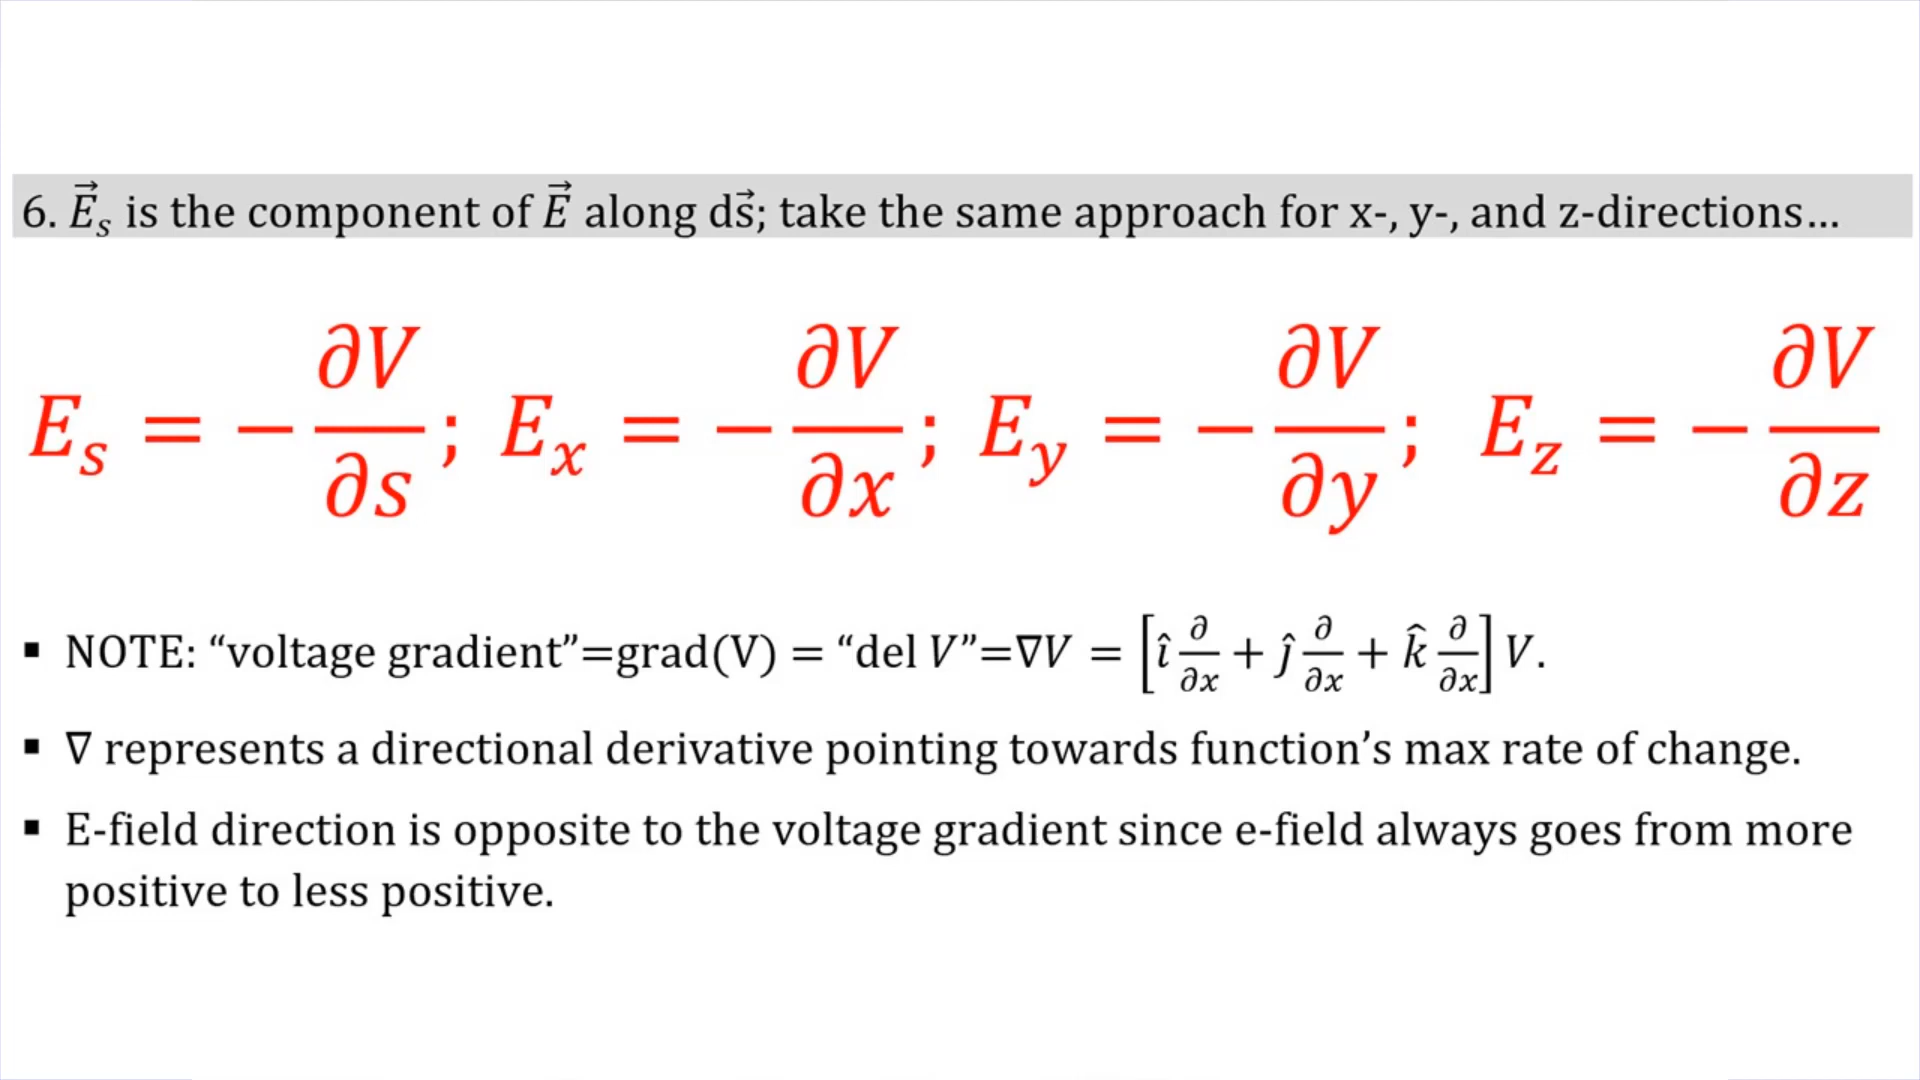 6. E⃗ₛ is the component of E⃗ along ds⃗; take the same approach for x-, y-, and z-directions…
Eₛ = −∂V/∂s; Eₓ = −∂V/∂x; E_y = −∂V/∂y; E_z = −∂V/∂z
▪ NOTE: “voltage gradient”=grad(V) = “del V”=∇V = [î ∂/∂x + ĵ ∂/∂x + k̂ ∂/∂x] V.
▪ ∇ represents a directional derivative pointing towards function’s max rate of change.
▪ E-field direction is opposite to the voltage gradient since e-field always goes from more
positive to less positive.